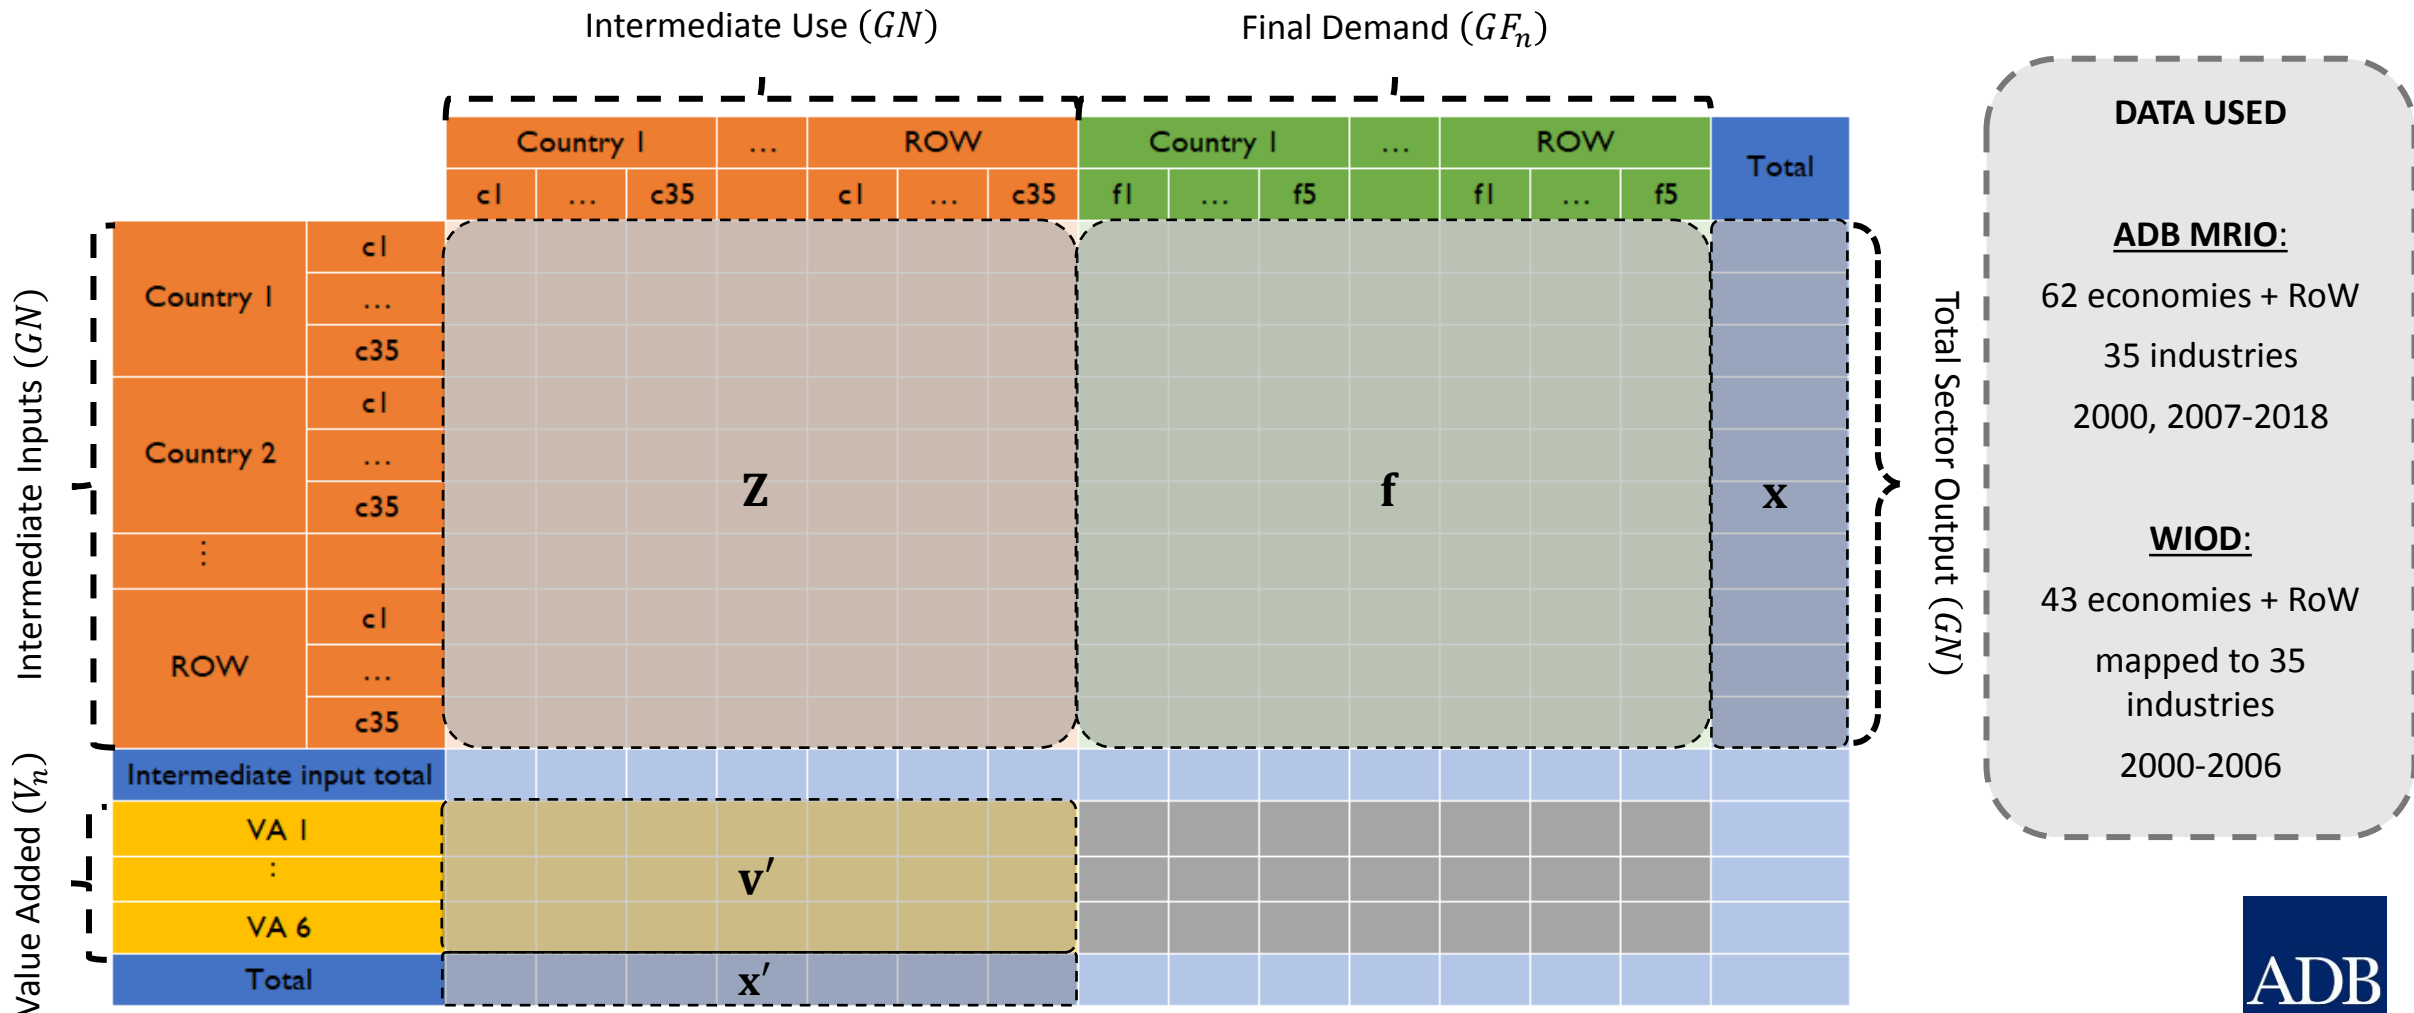 Intermediate Use (GN)
Final Demand (GFₙ)
Country 1 … ROW Country 1 … ROW Total
c1 … c35 c1 … c35 f1 … f5 f1 … f5
Intermediate Inputs (GN)
Country 1
c1
…
c35
Country 2
c1
…
c35
⋮
ROW
c1
…
c35
Z
f
x
Total Sector Output (GN)
Intermediate input total
Value Added (Vₙ)
VA 1
⋮
VA 6
v′
Total
x′
DATA USED
ADB MRIO:
62 economies + RoW
35 industries
2000, 2007-2018
WIOD:
43 economies + RoW
mapped to 35
industries
2000-2006
ADB